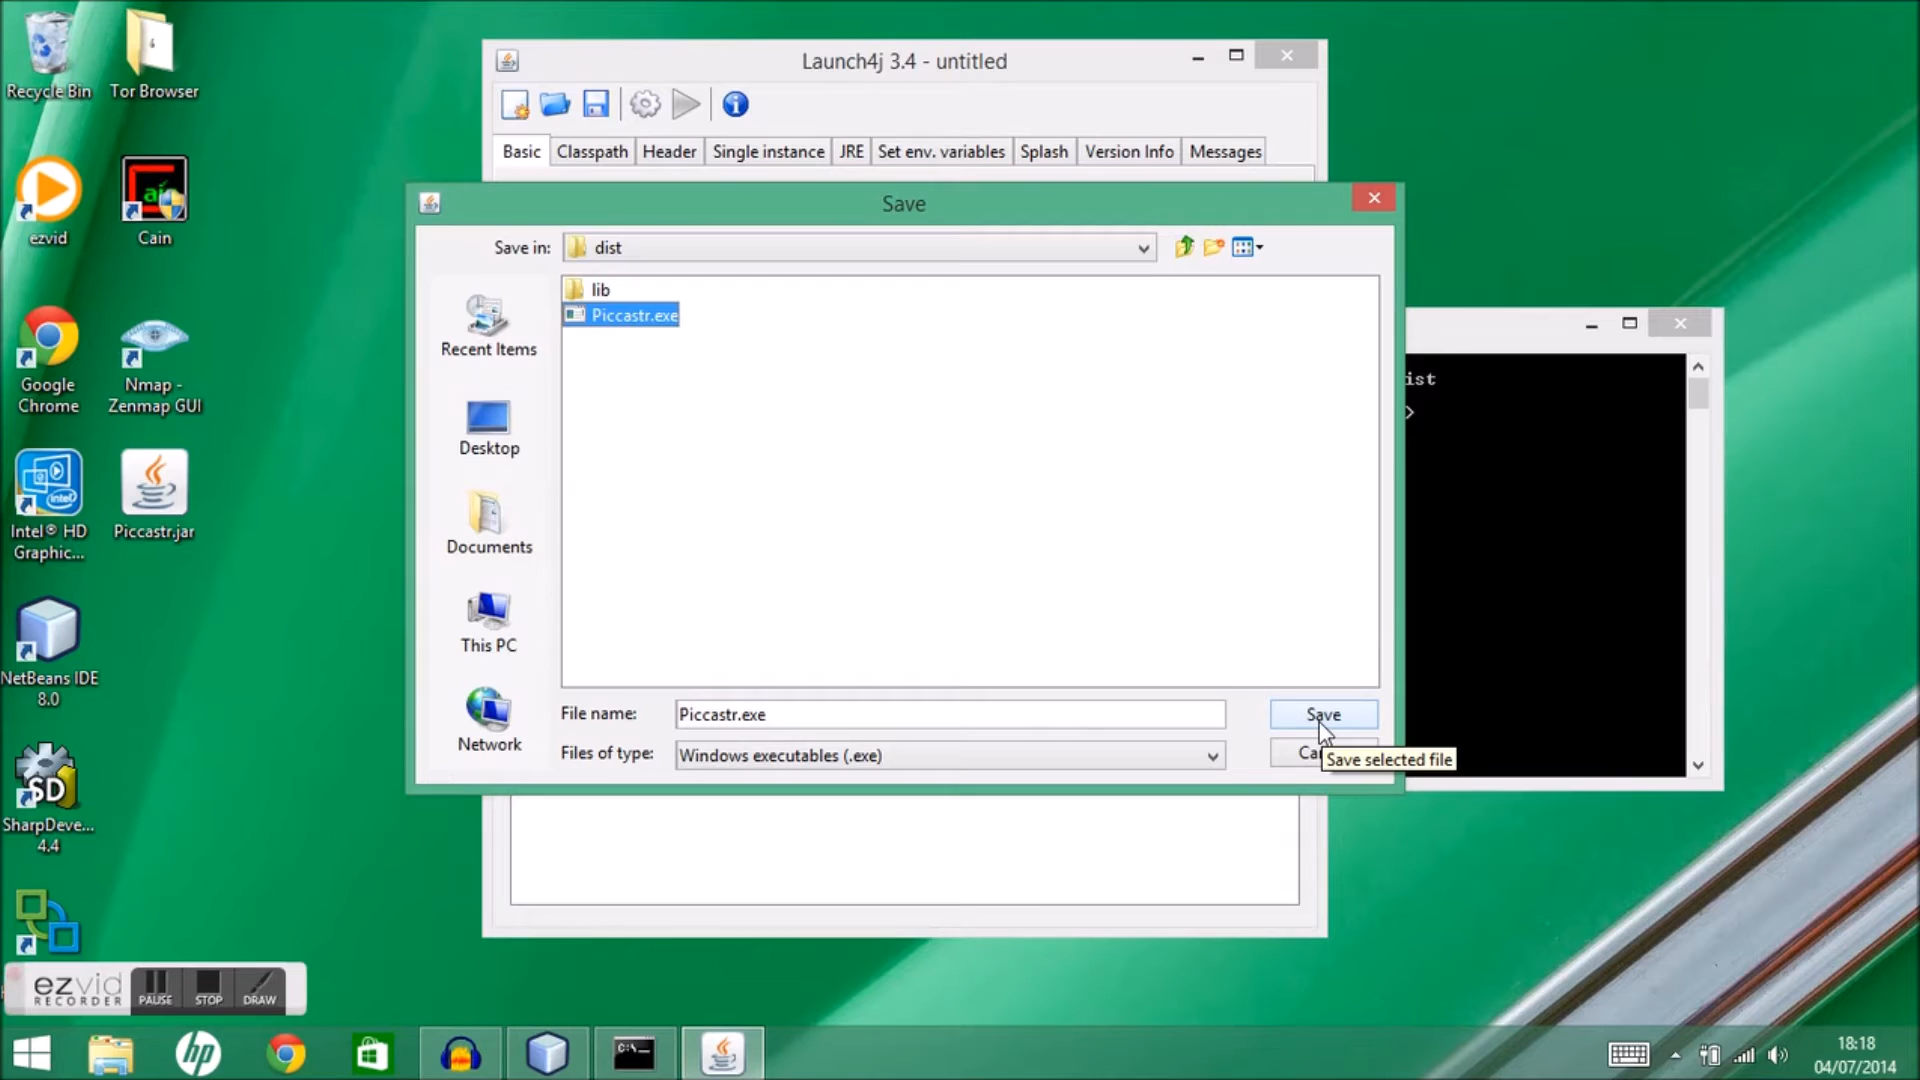 Recycle Bin
Tor Browser
ezvid
Cain
Google
Chrome
Nmap -
Zenmap GUI
Intel® HD
Graphic...
Piccastr.jar
NetBeans IDE
8.0
SD
SharpDeve...
4.4
Launch4j 3.4 - untitled
Basic
Classpath
Header
Single instance
JRE
Set env. variables
Splash
Version Info
Messages
Save
Save in:
dist
lib
Piccastr.exe
Recent Items
Desktop
Documents
This PC
Network
File name:
Piccastr.exe
Save
Files of type:
Windows executables (.exe)
Ca
Save selected file
ist
>
ezvid
RECORDER
PAUSE
STOP
DRAW
hp
C:\
18:18
04/07/2014